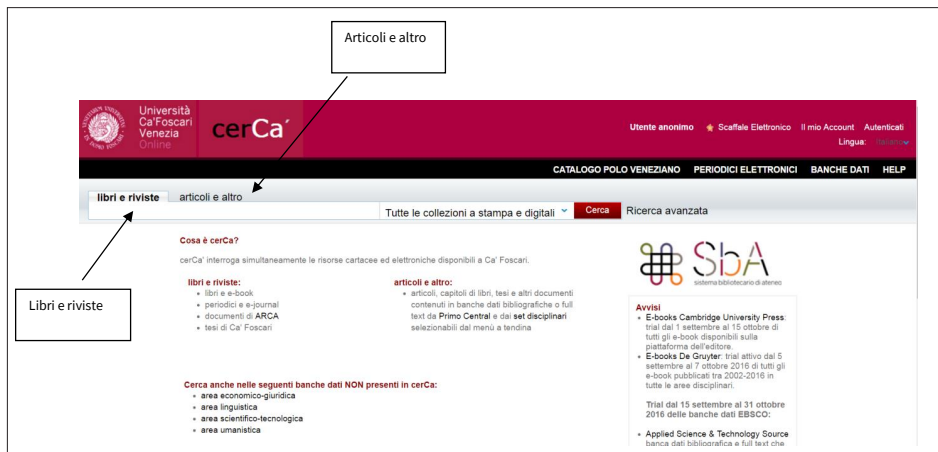 Articoli e altro
Università
Ca'Foscari
Venezia
Online
cerCa´
Utente anonimo Scaffale Elettronico Il mio Account Autenticati
Lingua: Italiano
CATALOGO POLO VENEZIANO PERIODICI ELETTRONICI BANCHE DATI HELP
libri e riviste articoli e altro
Tutte le collezioni a stampa e digitali Cerca Ricerca avanzata
Libri e riviste
Cosa è cerCa?
cerCa' interroga simultaneamente le risorse cartacee ed elettroniche disponibili a Ca' Foscari.
libri e riviste:
• libri e e-book
• periodici e e-journal
• documenti di ARCA
• tesi di Ca' Foscari
articoli e altro:
• articoli, capitoli di libri, tesi e altri documenti
contenuti in banche dati bibliografiche o full
text da Primo Central e dai set disciplinari
selezionabili dal menù a tendina
Cerca anche nelle seguenti banche dati NON presenti in cerCa:
• area economico-giuridica
• area linguistica
• area scientifico-tecnologica
• area umanistica
SbA
sistema bibliotecario di ateneo
Avvisi
• E-books Cambridge University Press:
trial dal 1 settembre al 15 ottobre di
tutti gli e-book disponibili sulla
piattaforma dell'editore.
• E-books De Gruyter: trial attivo dal 5
settembre al 7 ottobre 2016 di tutti gli
e-book pubblicati tra 2002-2016 in
tutte le aree disciplinari.
Trial dal 15 settembre al 31 ottobre
2016 delle banche dati EBSCO:
• Applied Science & Technology Source
banca dati bibliografica e full text che